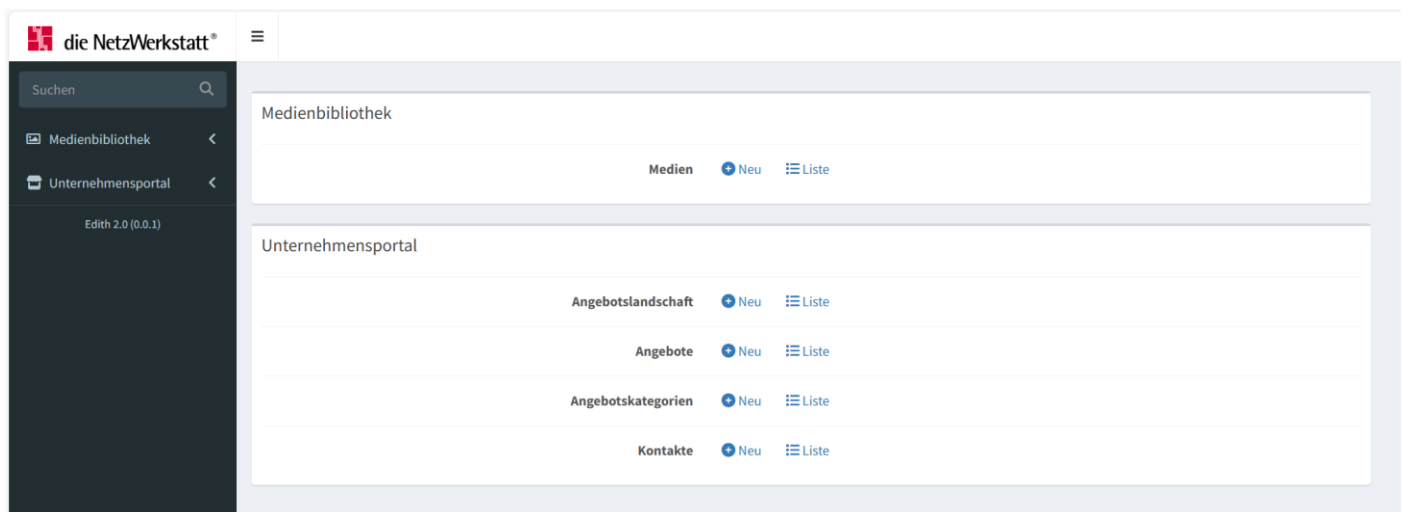 die NetzWerkstatt®
Suchen
Medienbibliothek
Unternehmensportal
Edith 2.0 (0.0.1)
Medienbibliothek
Medien Neu Liste
Unternehmensportal
Angebotslandschaft Neu Liste
Angebote Neu Liste
Angebotskategorien Neu Liste
Kontakte Neu Liste